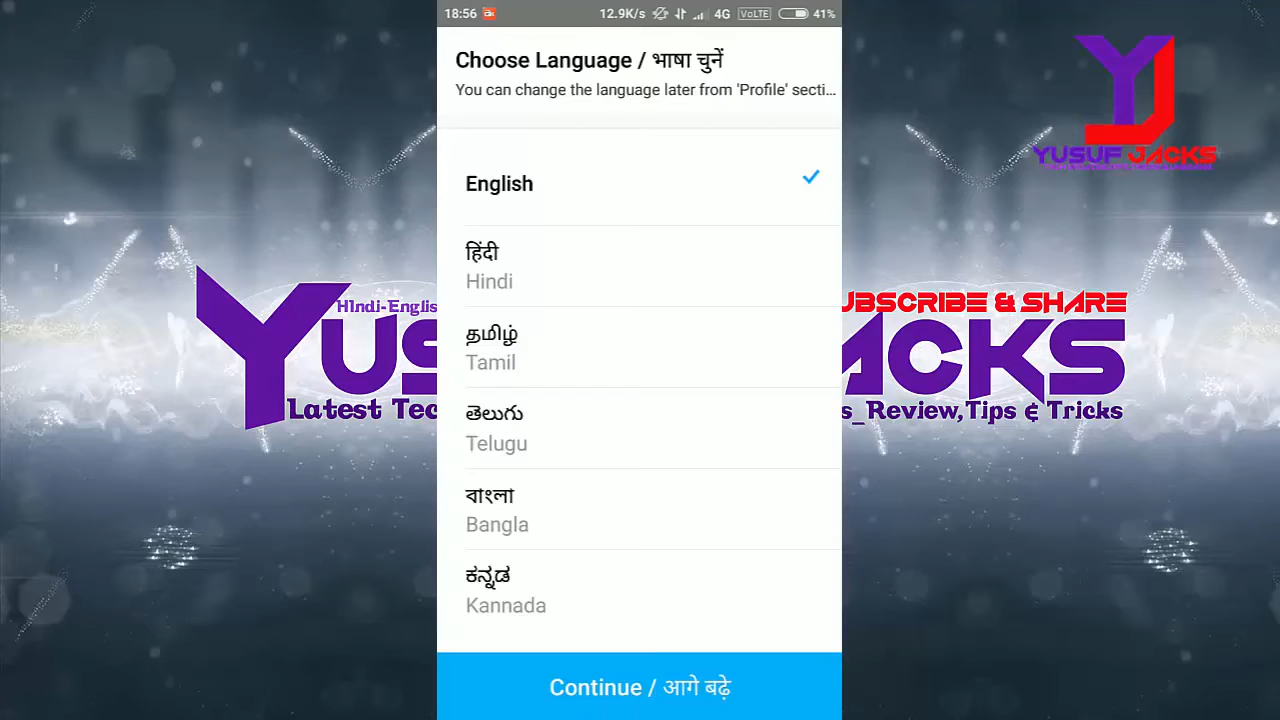 18:56 12.9K/s 4G VoLTE 41%
Choose Language / भाषा चुनें
You can change the language later from 'Profile' secti...
English
हिंदी
Hindi
தமிழ்
Tamil
తెలుగు
Telugu
বাংলা
Bangla
ಕನ್ನಡ
Kannada
Continue / आगे बढ़े
YUSUF JACKS
HIndi-Englis
UBSCRIBE & SHARE
YUS ACKS
Latest Tec s_Review,Tips & Tricks